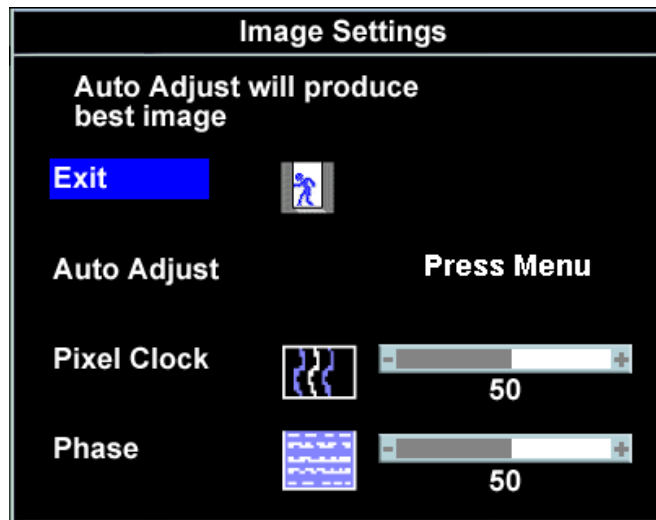 Image Settings
Auto Adjust will produce
best image
Exit
Auto Adjust
Press Menu
Pixel Clock
- +
50
Phase
- +
50